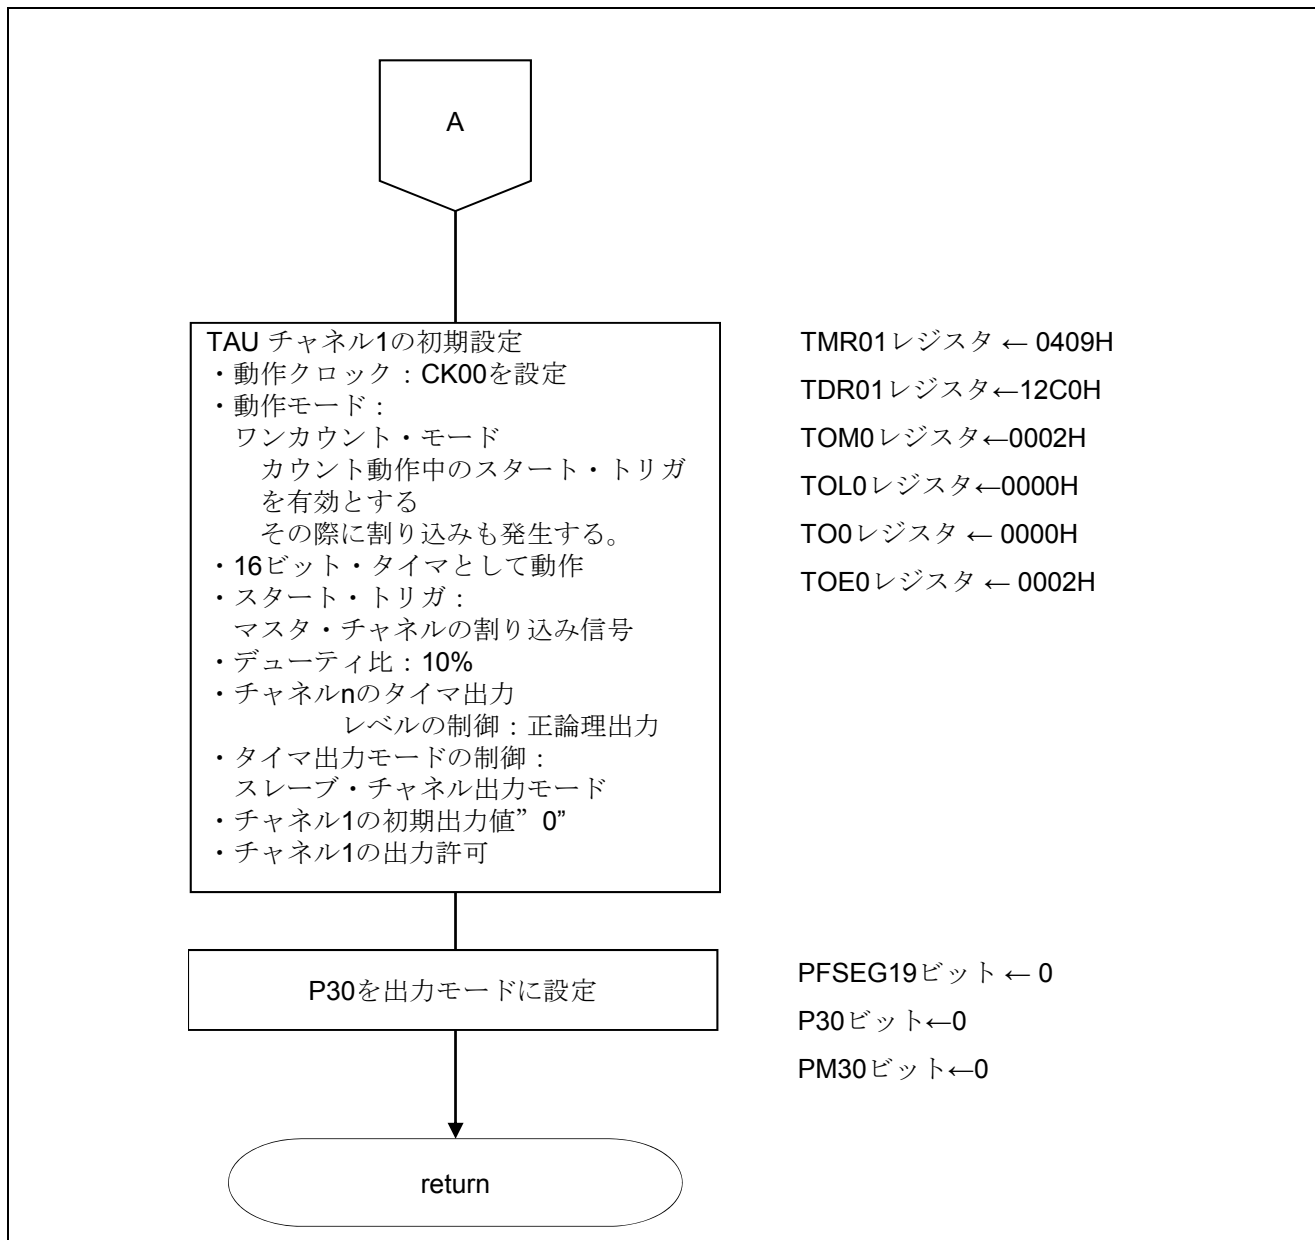 A
TAU チャネル1の初期設定
・動作クロック：CK00を設定
・動作モード：
ワンカウント・モード
カウント動作中のスタート・トリガ
を有効とする
その際に割り込みも発生する。
・16ビット・タイマとして動作
・スタート・トリガ：
マスタ・チャネルの割り込み信号
・デューティ比：10%
・チャネルnのタイマ出力
レベルの制御：正論理出力
・タイマ出力モードの制御：
スレーブ・チャネル出力モード
・チャネル1の初期出力値”0”
・チャネル1の出力許可
TMR01レジスタ ← 0409H
TDR01レジスタ←12C0H
TOM0レジスタ←0002H
TOL0レジスタ←0000H
TO0レジスタ ← 0000H
TOE0レジスタ ← 0002H
P30を出力モードに設定
PFSEG19ビット ← 0
P30ビット←0
PM30ビット←0
return